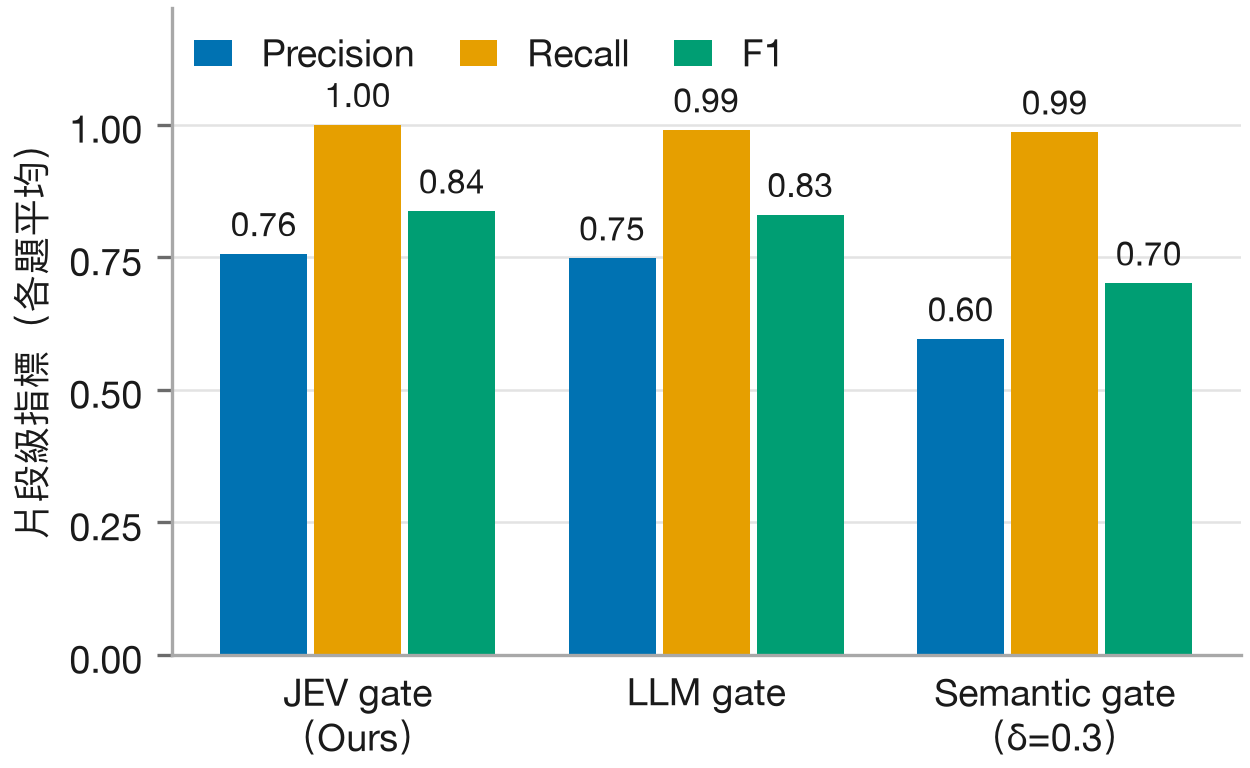 Precision Recall F1
片段級指標（各題平均）
1.00
0.75
0.50
0.25
0.00
0.76 1.00 0.84
0.75 0.99 0.83
0.60 0.99 0.70
JEV gate
(Ours)
LLM gate
Semantic gate
(δ=0.3)